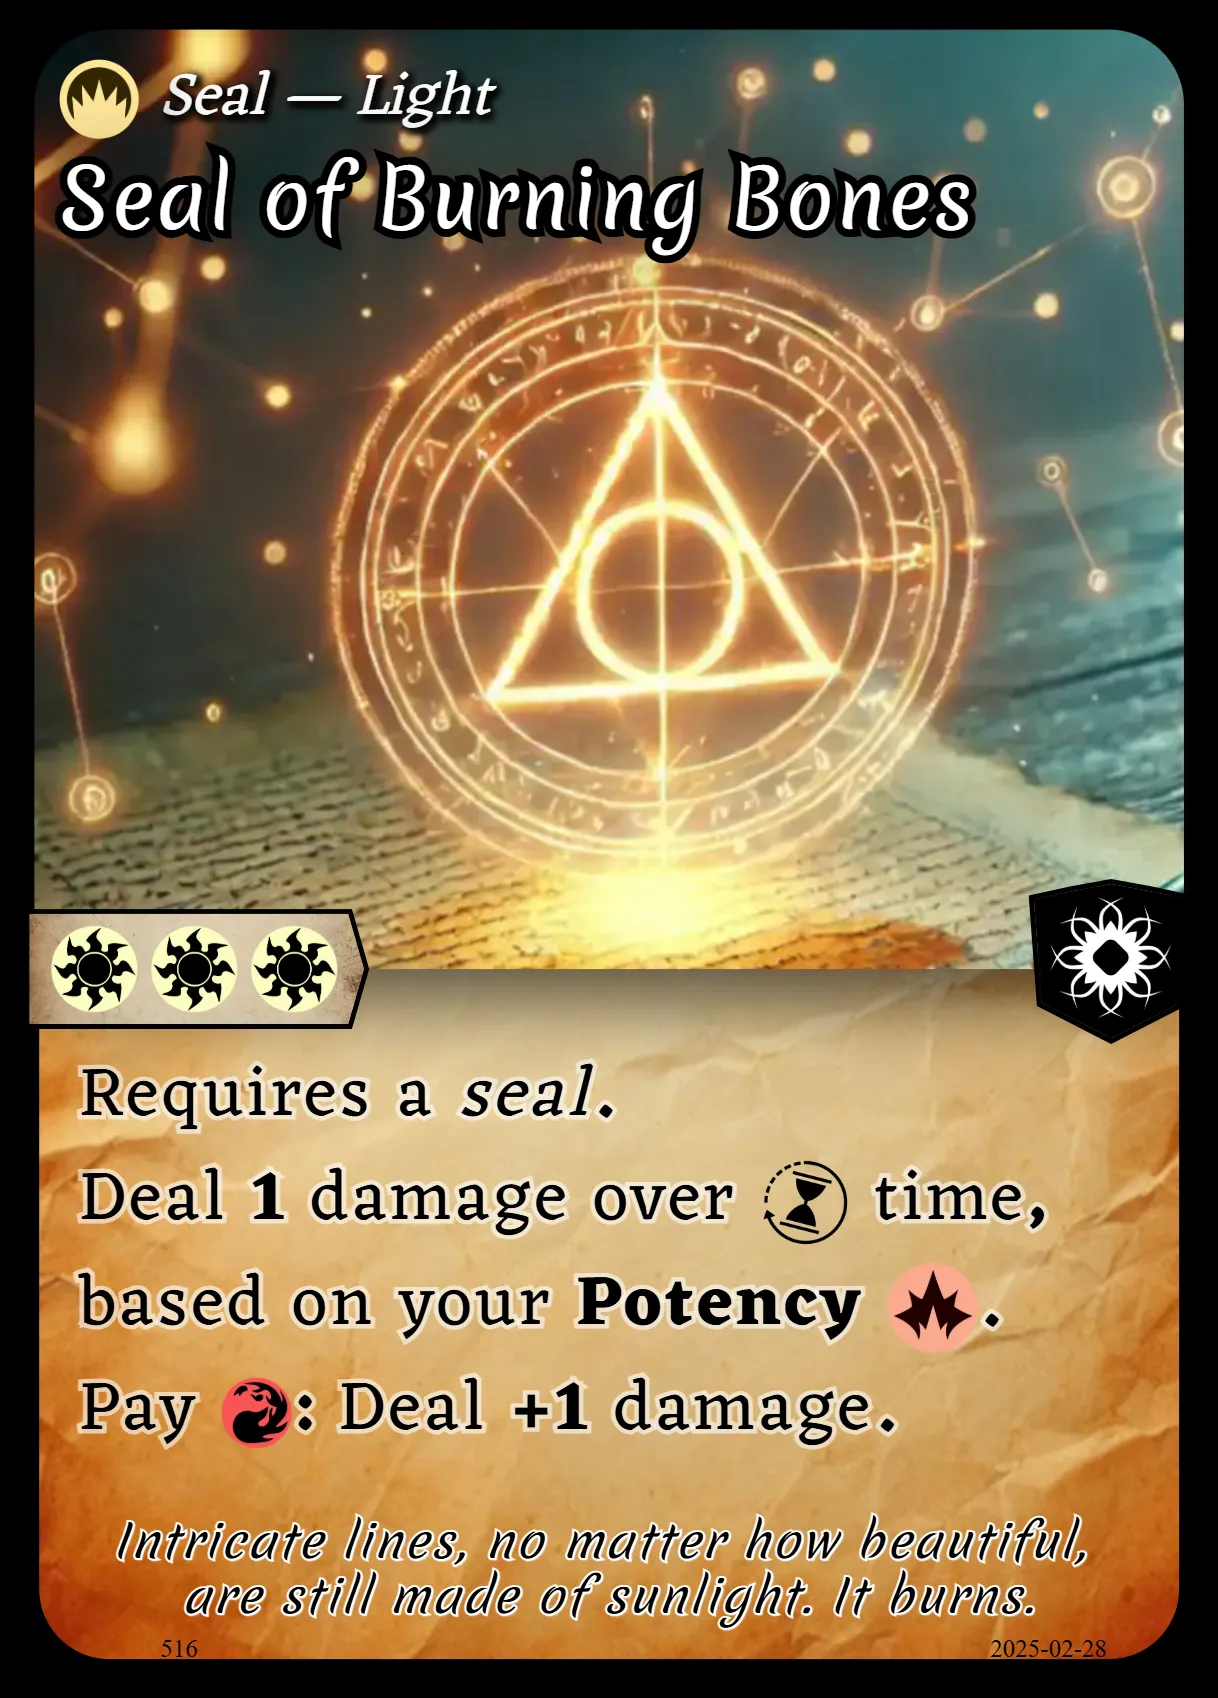 Seal — Light
Seal of Burning Bones
Requires a seal.
Deal 1 damage over time,
based on your Potency .
Pay : Deal +1 damage.
Intricate lines, no matter how beautiful,
are still made of sunlight. It burns.
516
2025-02-28